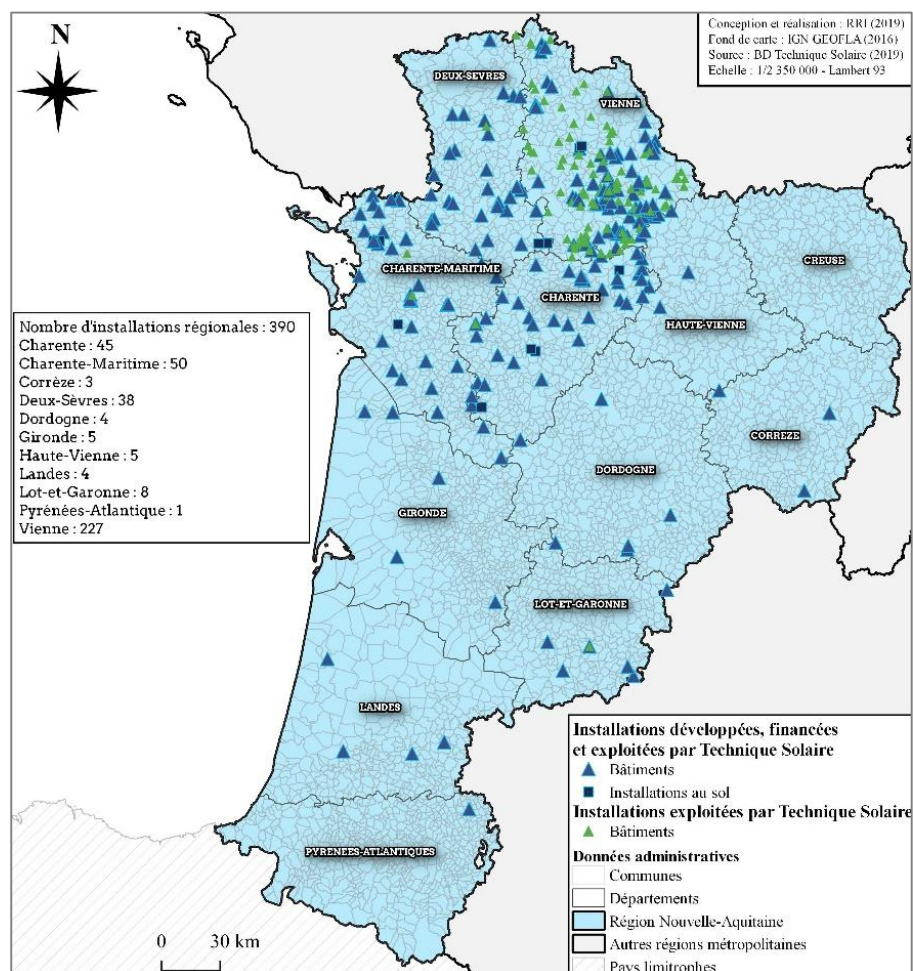 Conception et réalisation : RRI (2019)
Fond de carte : IGN GEOFLA (2016)
Source : BD Technique Solaire (2019)
Echelle : 1/2 350 000 - Lambert 93
N
DEUX-SEVRES
VIENNE
CHARENTE-MARITIME
CREUSE
CHARENTE
HAUTE-VIENNE
Nombre d'installations régionales : 390
Charente : 45
Charente-Maritime : 50
Corrèze : 3
Deux-Sèvres : 38
Dordogne : 4
Gironde : 5
Haute-Vienne : 5
Landes : 4
Lot-et-Garonne : 8
Pyrénées-Atlantique : 1
Vienne : 227
CORREZE
DORDOGNE
GIRONDE
LOT-ET-GARONNE
LANDES
PYRENEES-ATLANTIQUES
0 30 km
Installations développées, financées
et exploitées par Technique Solaire
Bâtiments
Installations au sol
Installations exploitées par Technique Solaire
Bâtiments
Données administratives
Communes
Départements
Région Nouvelle-Aquitaine
Autres régions métropolitaines
Pays limitrophes